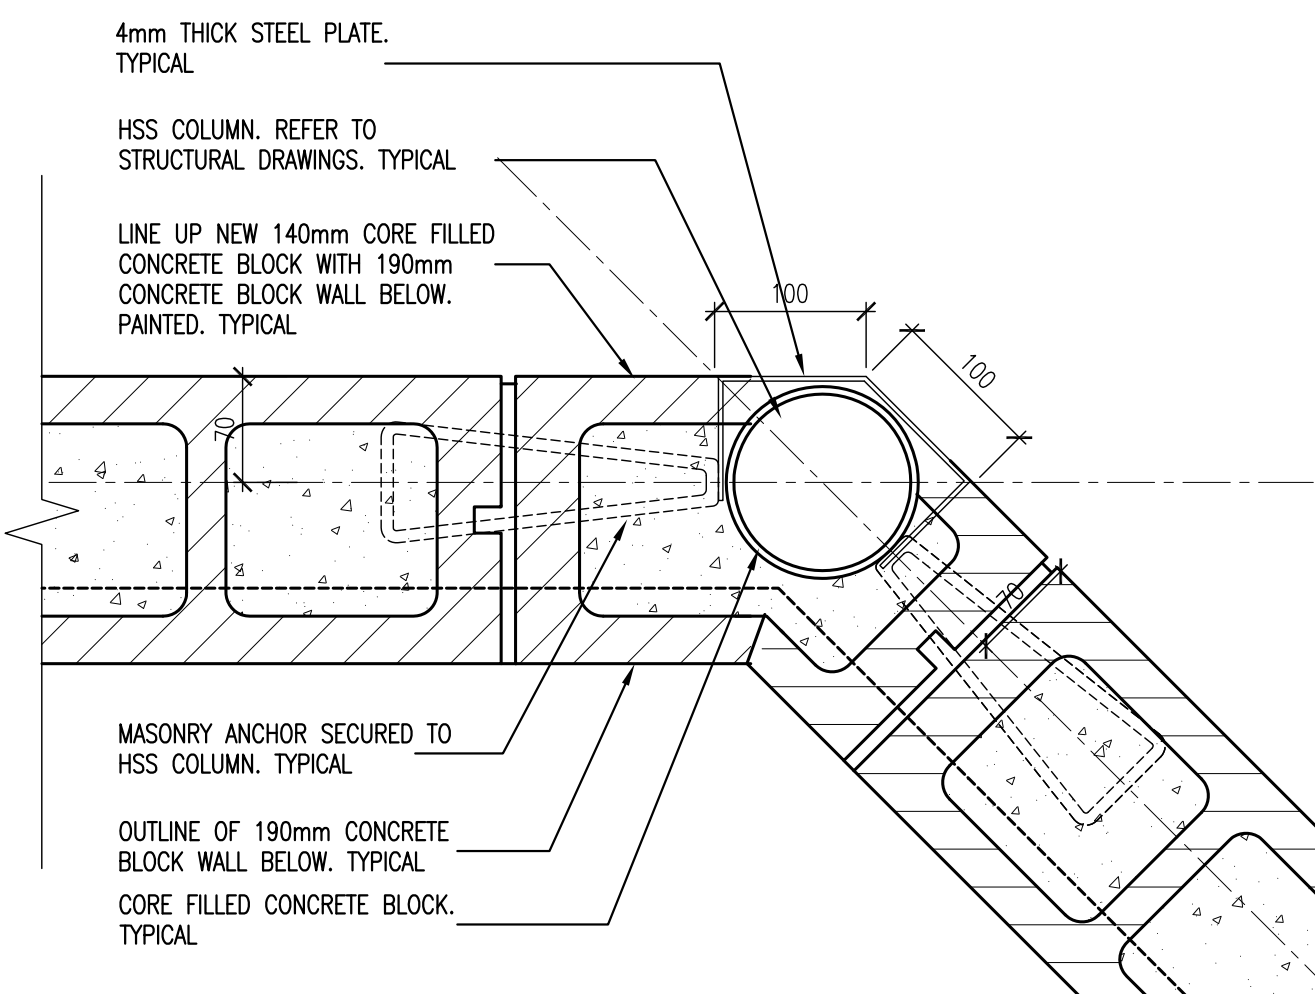 4mm THICK STEEL PLATE.
TYPICAL
HSS COLUMN. REFER TO
STRUCTURAL DRAWINGS. TYPICAL
LINE UP NEW 140mm CORE FILLED
CONCRETE BLOCK WITH 190mm
CONCRETE BLOCK WALL BELOW.
PAINTED. TYPICAL
100
100
70
70
MASONRY ANCHOR SECURED TO
HSS COLUMN. TYPICAL
OUTLINE OF 190mm CONCRETE
BLOCK WALL BELOW. TYPICAL
CORE FILLED CONCRETE BLOCK.
TYPICAL